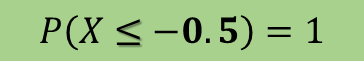 P(X ≤ −0.5) = 1